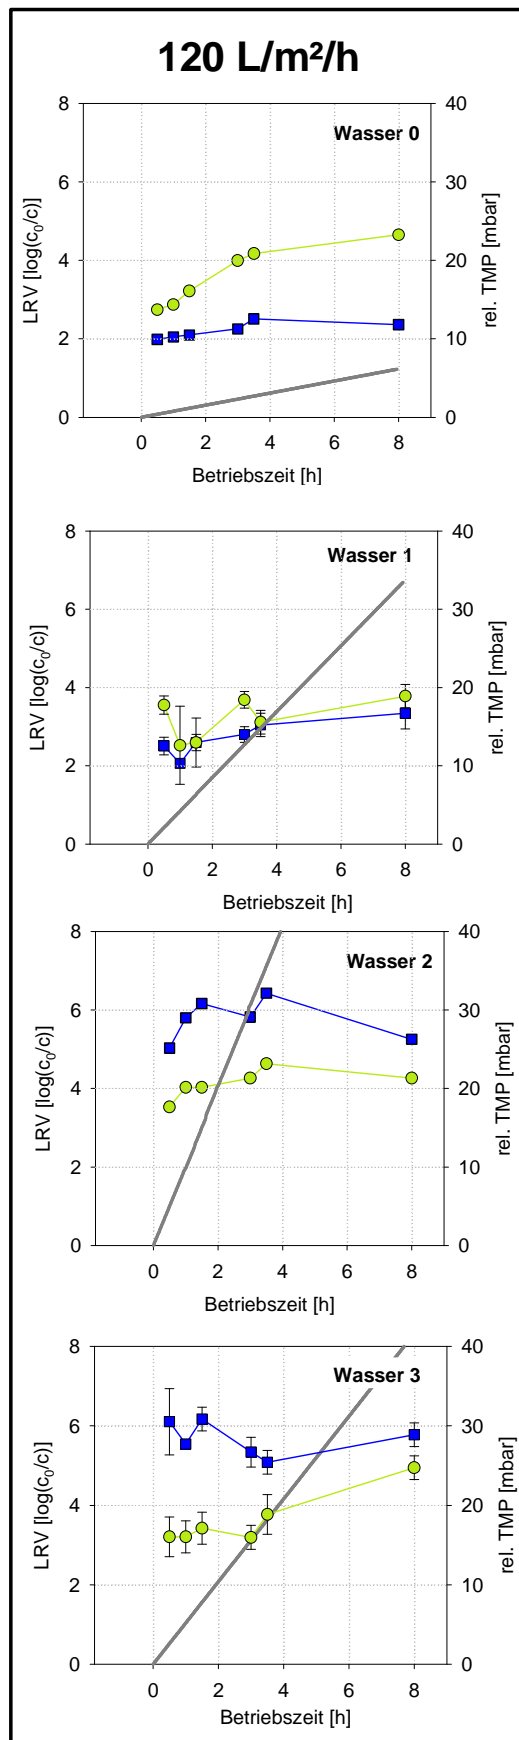 120 L/m²/h
8 40
Wasser 0
6 30
4 20
2 10
0 0
LRV [log(c₀/c)]
rel. TMP [mbar]
0 2 4 6 8
Betriebszeit [h]
8 40
Wasser 1
6 30
4 20
2 10
0 0
LRV [log(c₀/c)]
rel. TMP [mbar]
0 2 4 6 8
Betriebszeit [h]
8 40
Wasser 2
6 30
4 20
2 10
0 0
LRV [log(c₀/c)]
rel. TMP [mbar]
0 2 4 6 8
Betriebszeit [h]
8 40
Wasser 3
6 30
4 20
2 10
0 0
LRV [log(c₀/c)]
rel. TMP [mbar]
0 2 4 6 8
Betriebszeit [h]